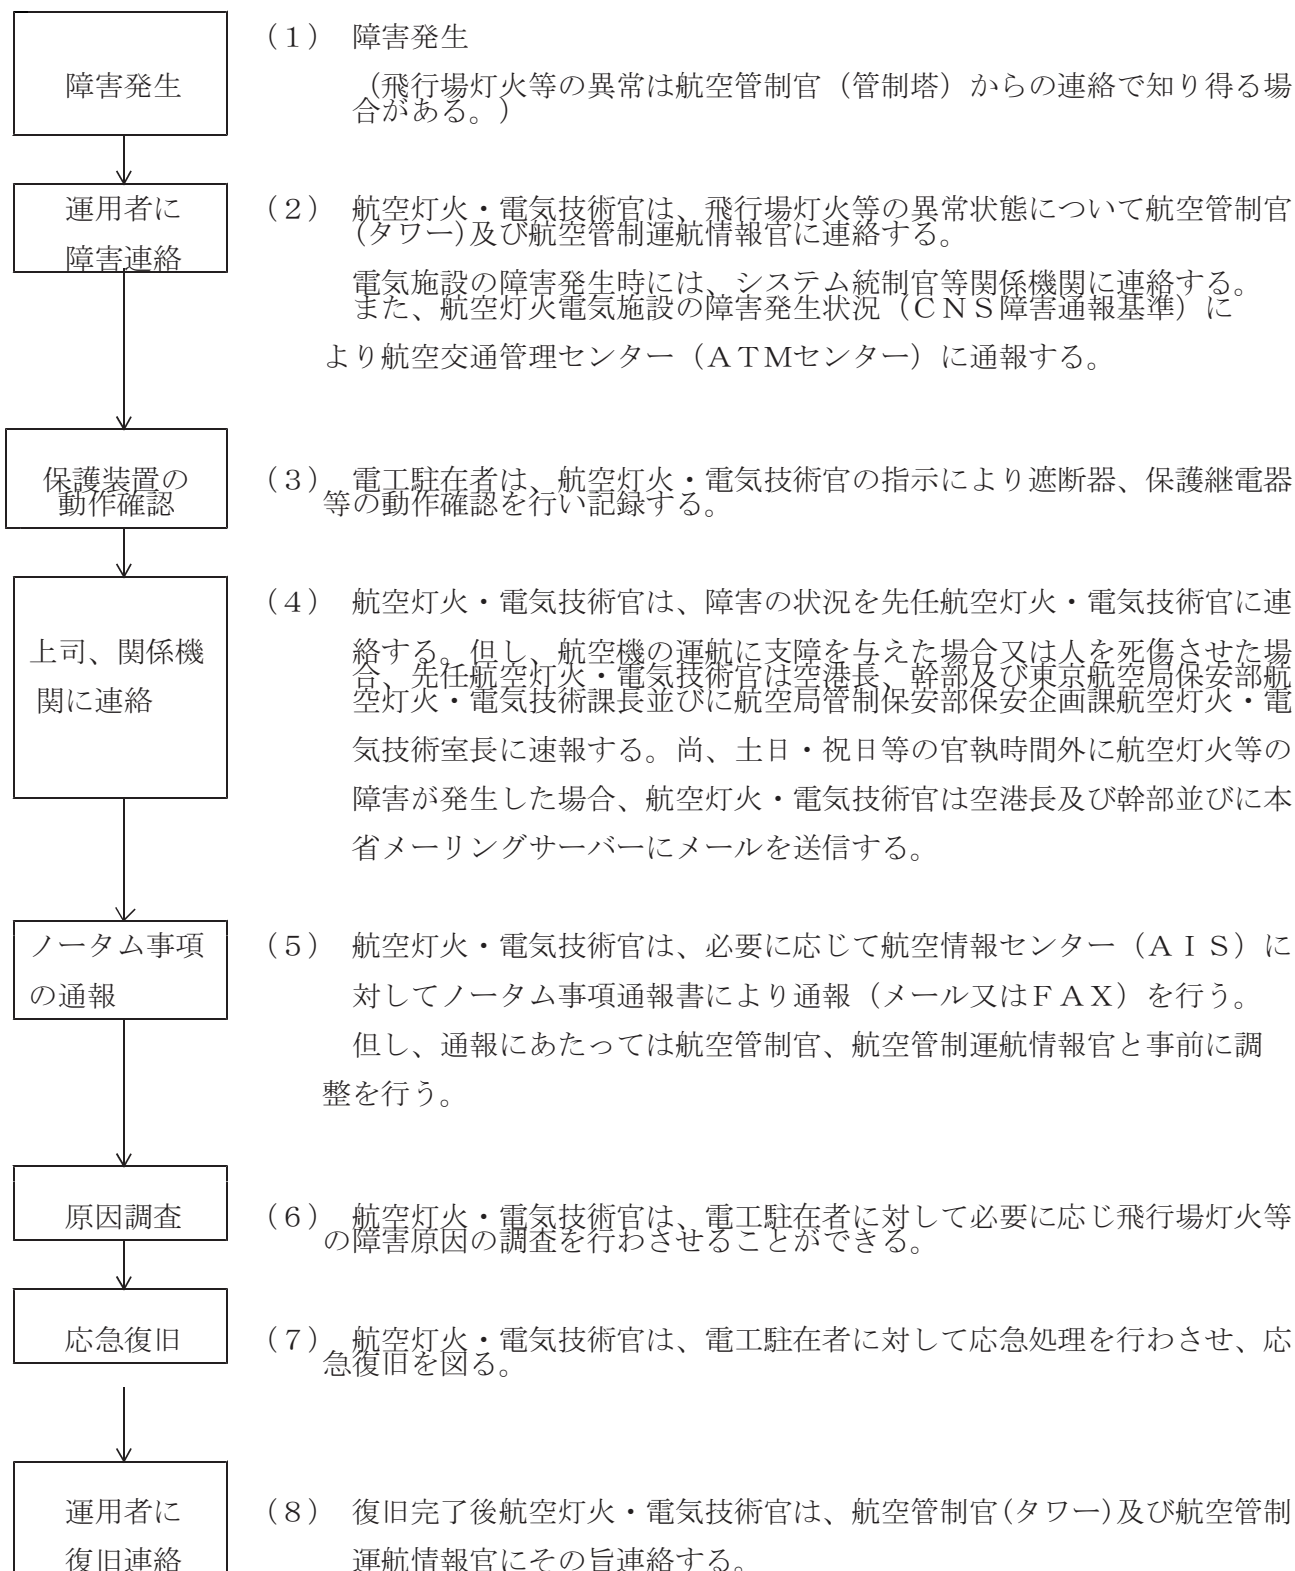 障害発生
(1) 障害発生
(飛行場灯火等の異常は航空管制官(管制塔)からの連絡で知り得る場
合がある。)
運用者に
障害連絡
(2) 航空灯火・電気技術官は、飛行場灯火等の異常状態について航空管制官
(タワー)及び航空管制運航情報官に連絡する。
電気施設の障害発生時には、システム統制官等関係機関に連絡する。
また、航空灯火電気施設の障害発生状況(CNS障害通報基準)に
より航空交通管理センター(ATMセンター)に通報する。
保護装置の
動作確認
(3) 電工駐在者は、航空灯火・電気技術官の指示により遮断器、保護継電器
等の動作確認を行い記録する。
上司、関係機
関に連絡
(4) 航空灯火・電気技術官は、障害の状況を先任航空灯火・電気技術官に連
絡する。但し、航空機の運航に支障を与えた場合又は人を死傷させた場
合、先任航空灯火・電気技術官は空港長、幹部及び東京航空局保安部航
空灯火・電気技術課長並びに航空局管制保安部保安企画課航空灯火・電
気技術室長に速報する。尚、土日・祝日等の官執時間外に航空灯火等の
障害が発生した場合、航空灯火・電気技術官は空港長及び幹部並びに本
省メーリングサーバーにメールを送信する。
ノータム事項
の通報
(5) 航空灯火・電気技術官は、必要に応じて航空情報センター(AIS)に
対してノータム事項通報書により通報(メール又はFAX)を行う。
但し、通報にあたっては航空管制官、航空管制運航情報官と事前に調
整を行う。
原因調査
(6) 航空灯火・電気技術官は、電工駐在者に対して必要に応じ飛行場灯火等
の障害原因の調査を行わさせることができる。
応急復旧
(7) 航空灯火・電気技術官は、電工駐在者に対して応急処理を行わさせ、応
急復旧を図る。
運用者に
復旧連絡
(8) 復旧完了後航空灯火・電気技術官は、航空管制官(タワー)及び航空管制
運航情報官にその旨連絡する。